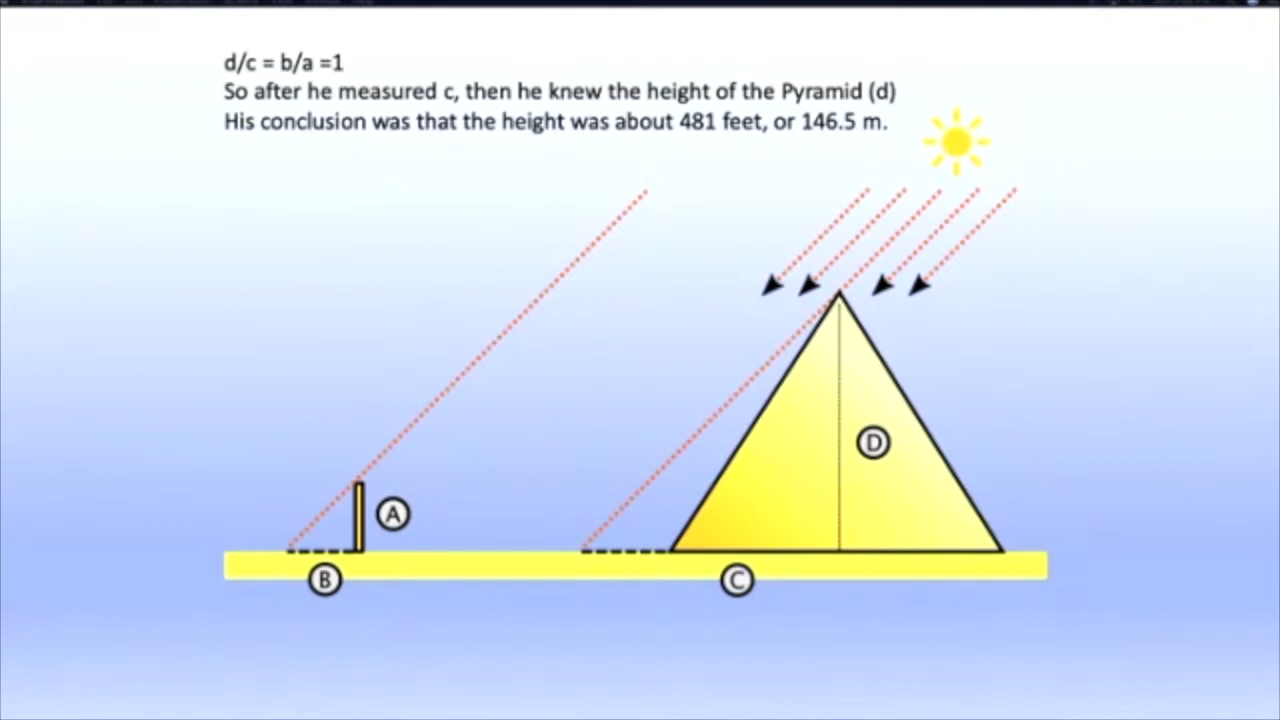 d/c = b/a =1
So after he measured c, then he knew the height of the Pyramid (d)
His conclusion was that the height was about 481 feet, or 146.5 m.
D
A
B
C